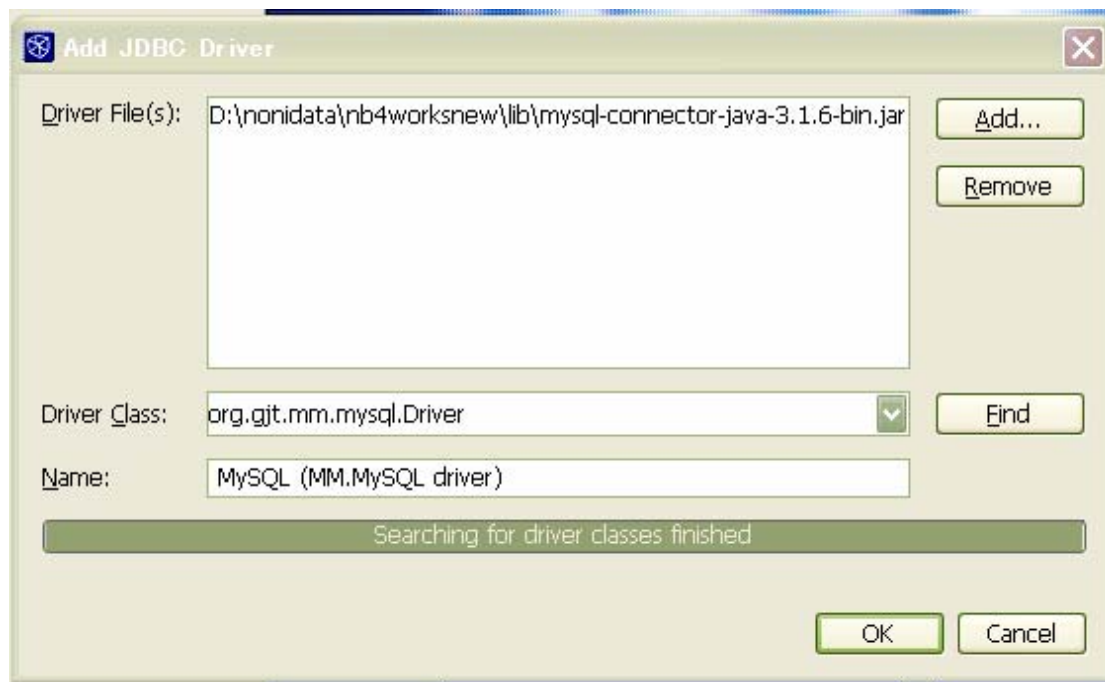 Add JDBC Driver
Driver File(s):
D:\nonidata\nb4worksnew\lib\mysql-connector-java-3.1.6-bin.jar
Add...
Remove
Driver Class:
org.gjt.mm.mysql.Driver
Find
Name:
MySQL (MM.MySQL driver)
Searching for driver classes finished
OK
Cancel